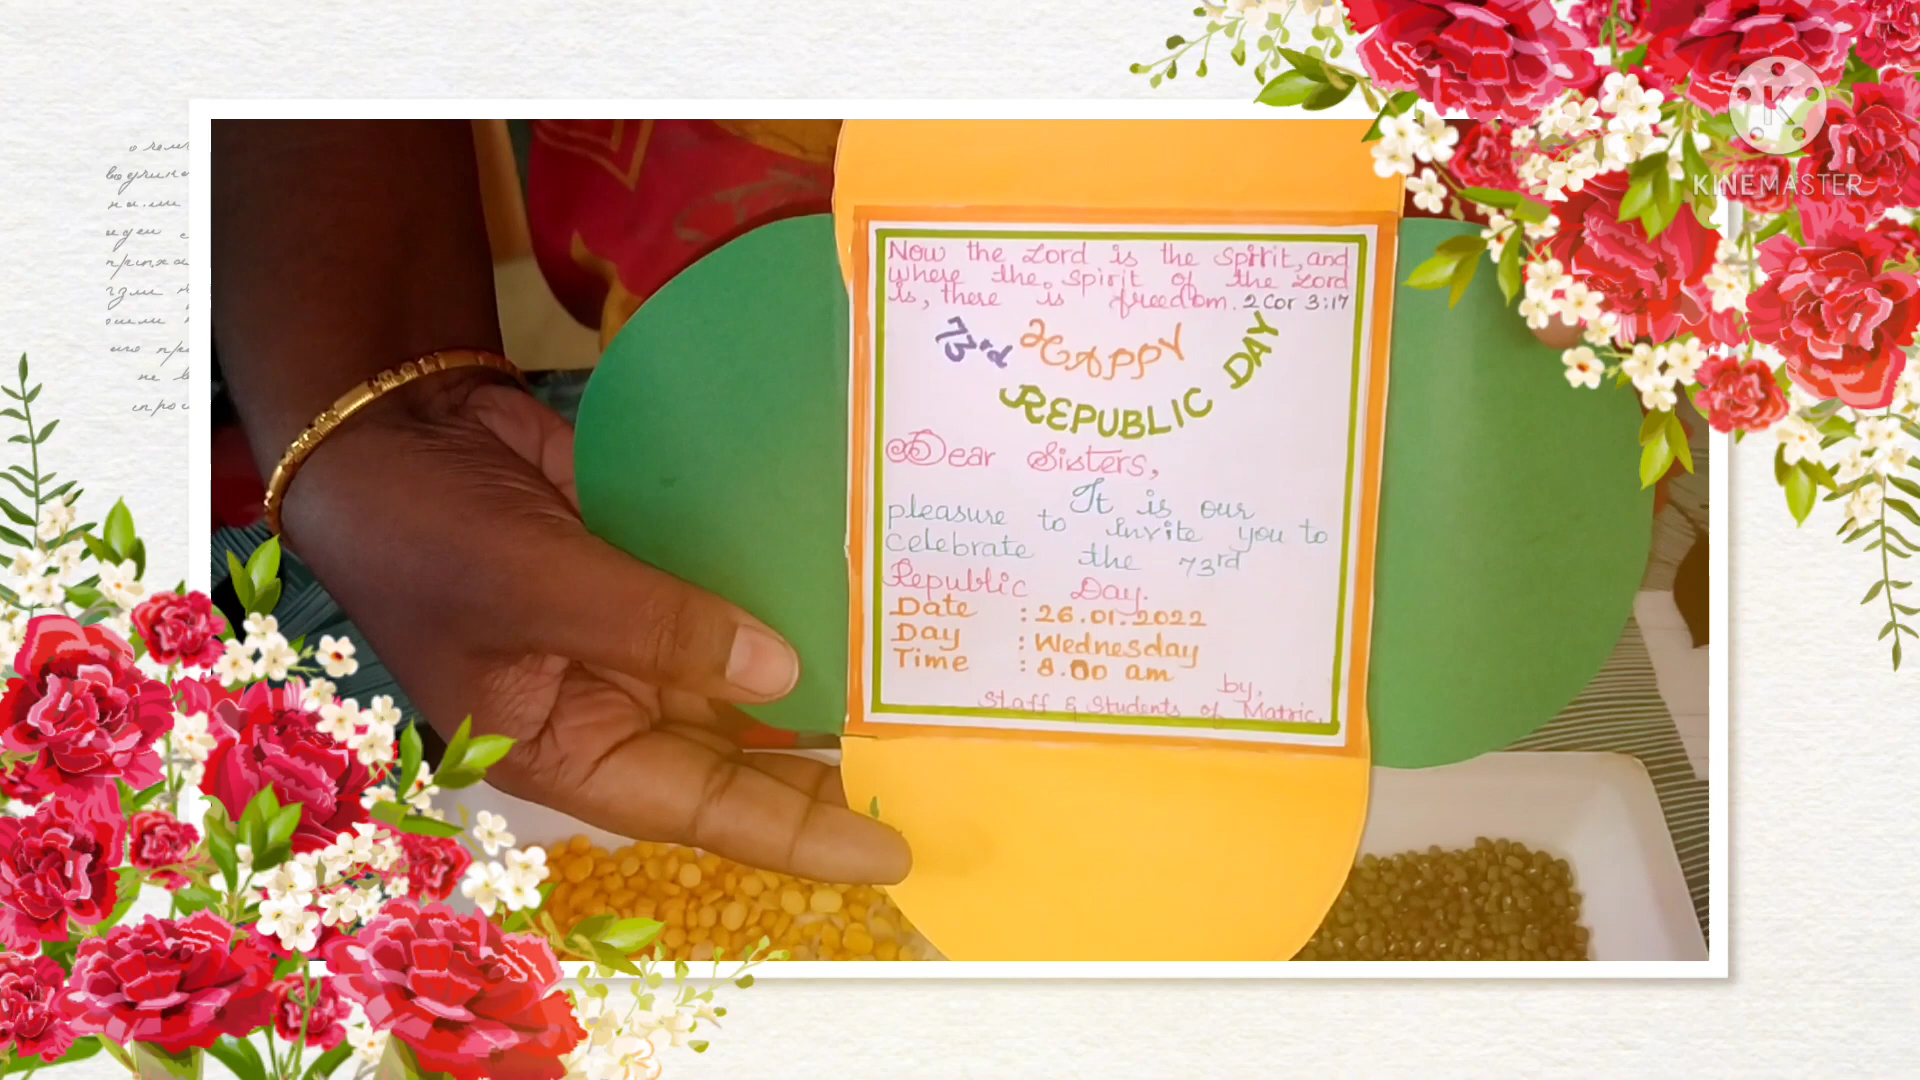 Now the Lord is the Spirit, and
where the Spirit of the Lord
is, there is freedom. 2 Cor 3:17
73rd HAPPY
REPUBLIC DAY
Dear Sisters,
It is our
pleasure to invite you to
celebrate the 73rd
Republic Day.
Date : 26.01.2022
Day : Wednesday
Time : 8.00 am
by,
Staff & Students of Matric.
K
KINEMASTER